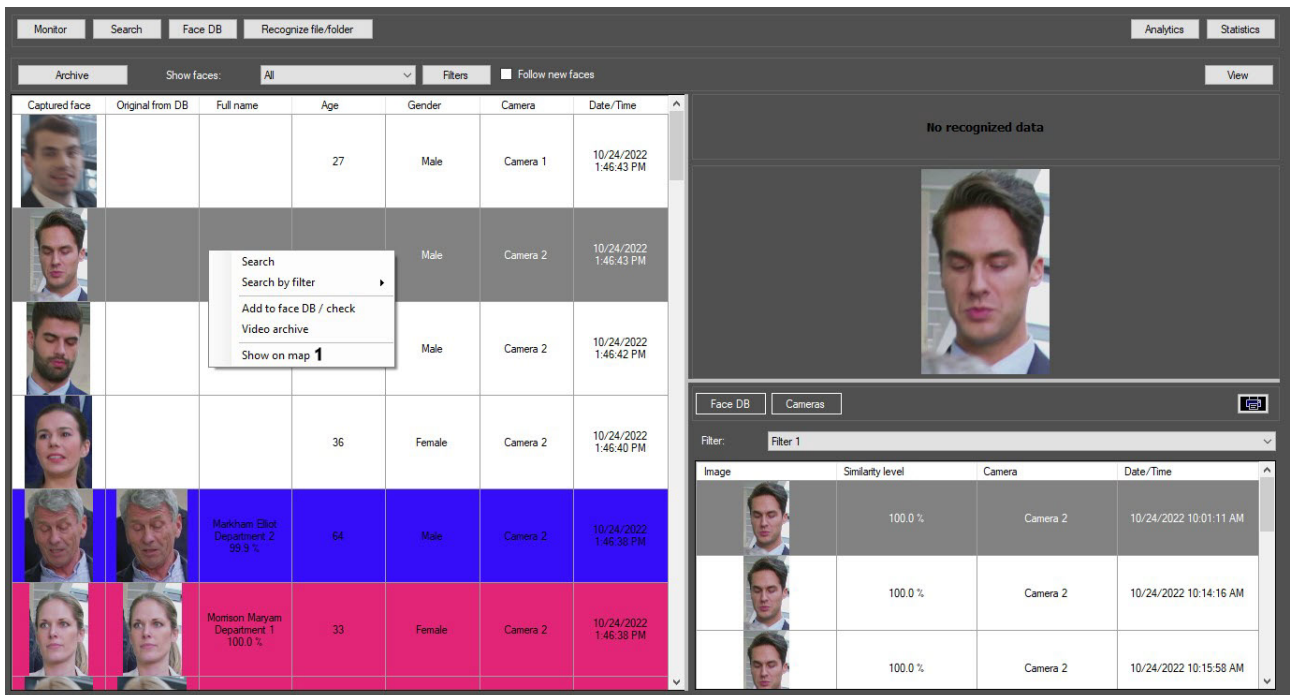 Monitor
Search
Face DB
Recognize file/folder
Analytics
Statistics
Archive
Show faces:
All
Filters
Follow new faces
View
Captured face
Original from DB
Full name
Age
Gender
Camera
Date/Time
27
Male
Camera 1
10/24/2022
1:46:43 PM
Male
Camera 2
10/24/2022
1:46:43 PM
Search
Search by filter
Add to face DB / check
Video archive
Show on map 1
Male
Camera 2
10/24/2022
1:46:42 PM
36
Female
Camera 2
10/24/2022
1:46:40 PM
Markham Elliot
Department 2
99.9 %
64
Male
Camera 2
10/24/2022
1:46:38 PM
Morrison Maryam
Department 1
100.0 %
33
Female
Camera 2
10/24/2022
1:46:38 PM
No recognized data
Face DB
Cameras
Filter:
Filter 1
Image
Similarity level
Camera
Date/Time
100.0 %
Camera 2
10/24/2022 10:01:11 AM
100.0 %
Camera 2
10/24/2022 10:14:16 AM
100.0 %
Camera 2
10/24/2022 10:15:58 AM